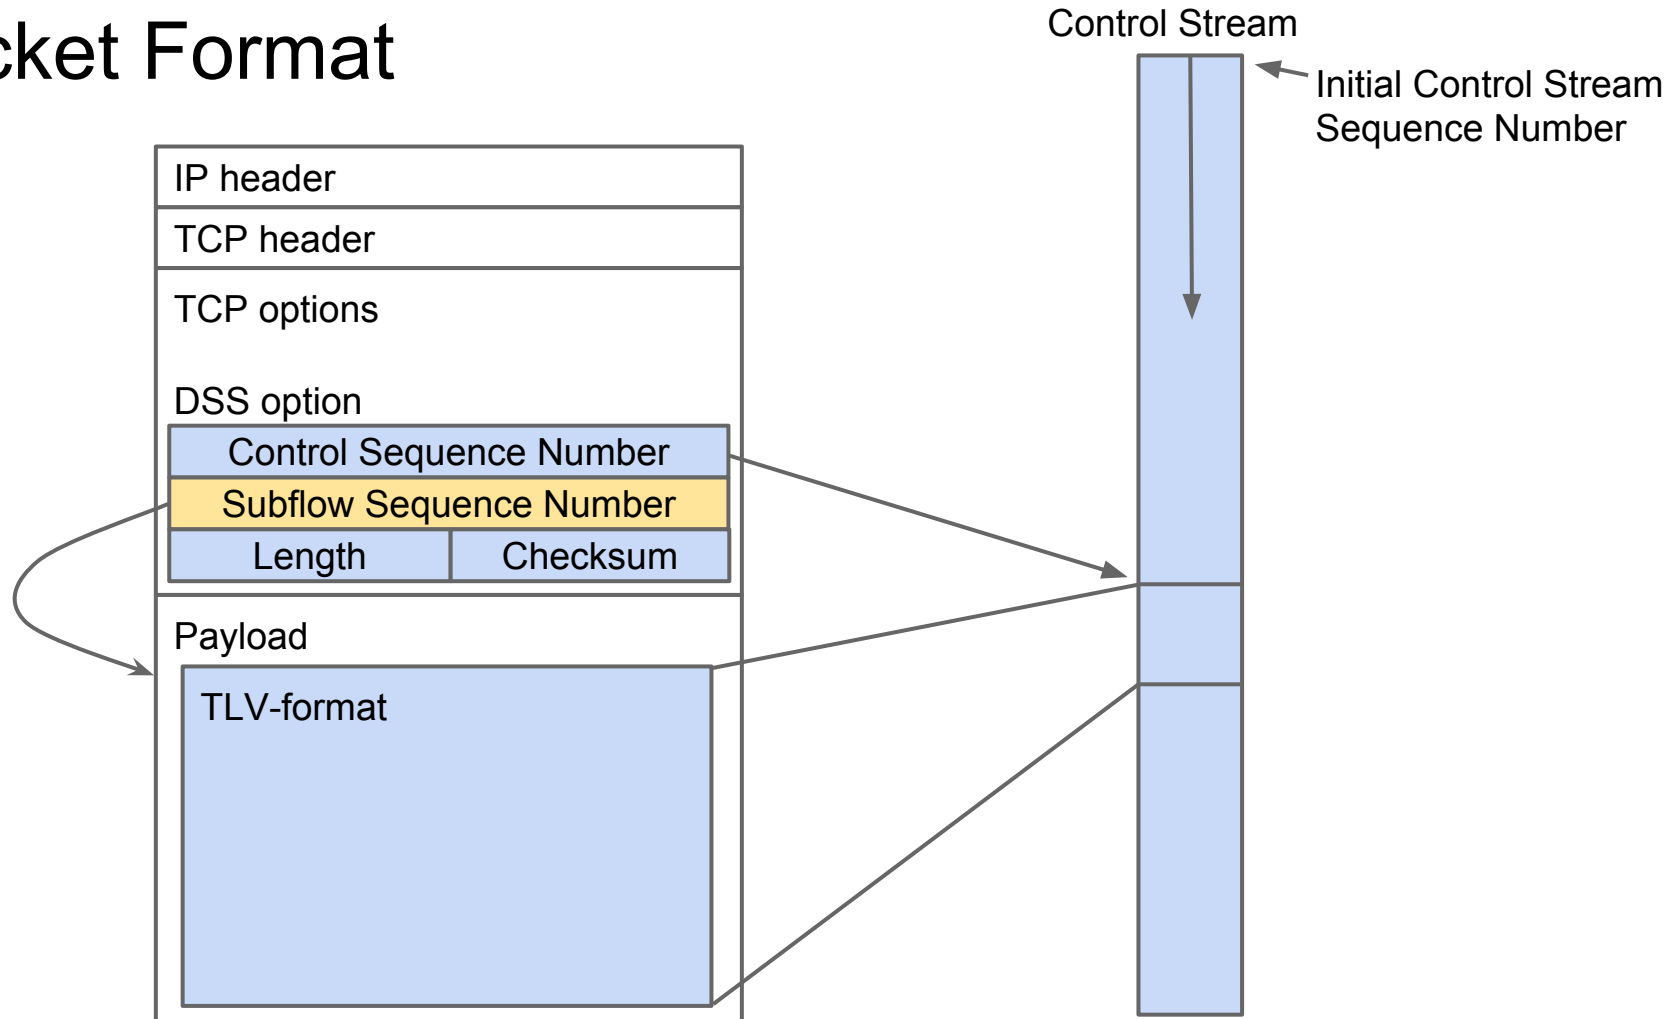 cket Format
Control Stream
Initial Control Stream
Sequence Number
IP header
TCP header
TCP options
DSS option
Control Sequence Number
Subflow Sequence Number
Length Checksum
Payload
TLV-format